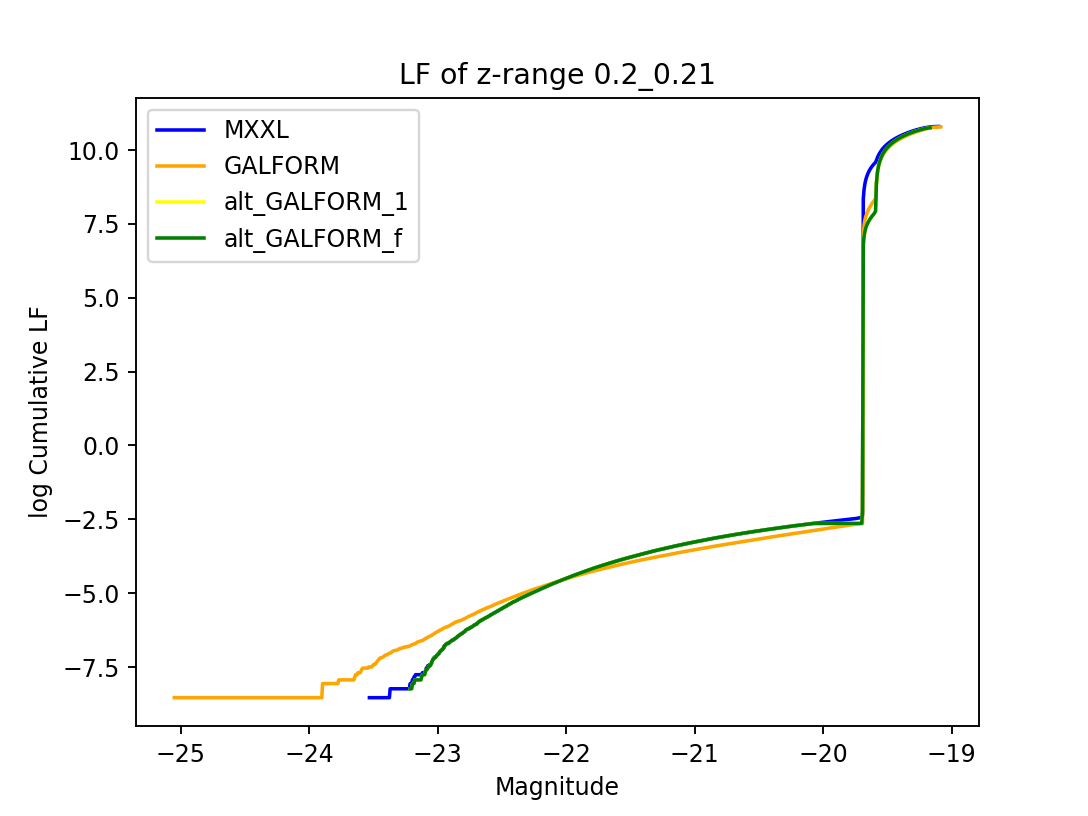 LF of z-range 0.2_0.21
MXXL
GALFORM
alt_GALFORM_1
alt_GALFORM_f
10.0
7.5
5.0
2.5
0.0
−2.5
−5.0
−7.5
log Cumulative LF
−25 −24 −23 −22 −21 −20 −19
Magnitude